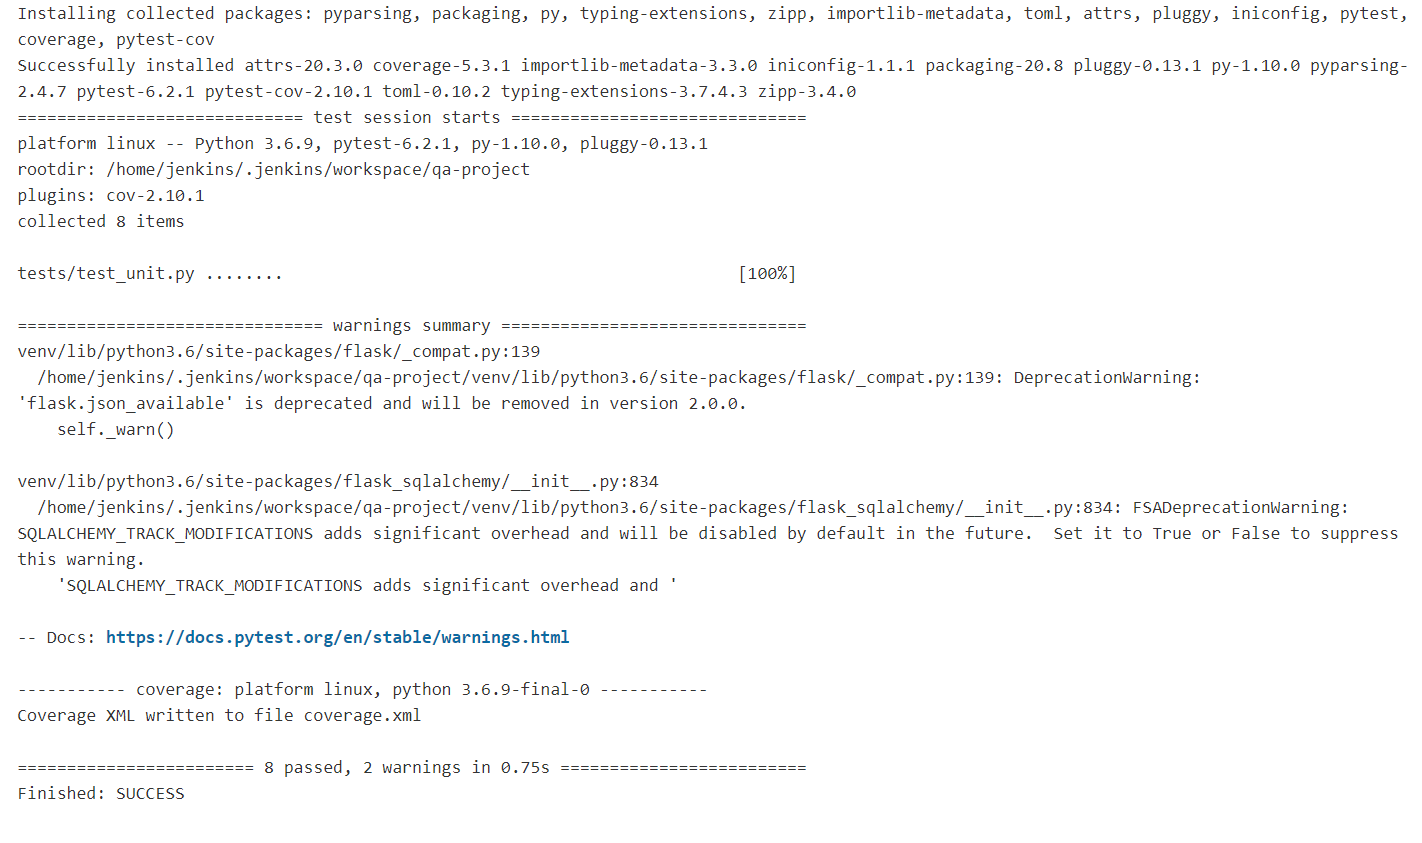 Installing collected packages: pyparsing, packaging, py, typing-extensions, zipp, importlib-metadata, toml, attrs, pluggy, iniconfig, pytest,
coverage, pytest-cov
Successfully installed attrs-20.3.0 coverage-5.3.1 importlib-metadata-3.3.0 iniconfig-1.1.1 packaging-20.8 pluggy-0.13.1 py-1.10.0 pyparsing-
2.4.7 pytest-6.2.1 pytest-cov-2.10.1 toml-0.10.2 typing-extensions-3.7.4.3 zipp-3.4.0
============================= test session starts ==============================
platform linux -- Python 3.6.9, pytest-6.2.1, py-1.10.0, pluggy-0.13.1
rootdir: /home/jenkins/.jenkins/workspace/qa-project
plugins: cov-2.10.1
collected 8 items
tests/test_unit.py ........                                              [100%]
=============================== warnings summary ===============================
venv/lib/python3.6/site-packages/flask/_compat.py:139
  /home/jenkins/.jenkins/workspace/qa-project/venv/lib/python3.6/site-packages/flask/_compat.py:139: DeprecationWarning:
'flask.json_available' is deprecated and will be removed in version 2.0.0.
    self._warn()
venv/lib/python3.6/site-packages/flask_sqlalchemy/__init__.py:834
  /home/jenkins/.jenkins/workspace/qa-project/venv/lib/python3.6/site-packages/flask_sqlalchemy/__init__.py:834: FSADeprecationWarning:
SQLALCHEMY_TRACK_MODIFICATIONS adds significant overhead and will be disabled by default in the future.  Set it to True or False to suppress
this warning.
    'SQLALCHEMY_TRACK_MODIFICATIONS adds significant overhead and '
-- Docs: https://docs.pytest.org/en/stable/warnings.html
----------- coverage: platform linux, python 3.6.9-final-0 -----------
Coverage XML written to file coverage.xml
======================== 8 passed, 2 warnings in 0.75s =========================
Finished: SUCCESS